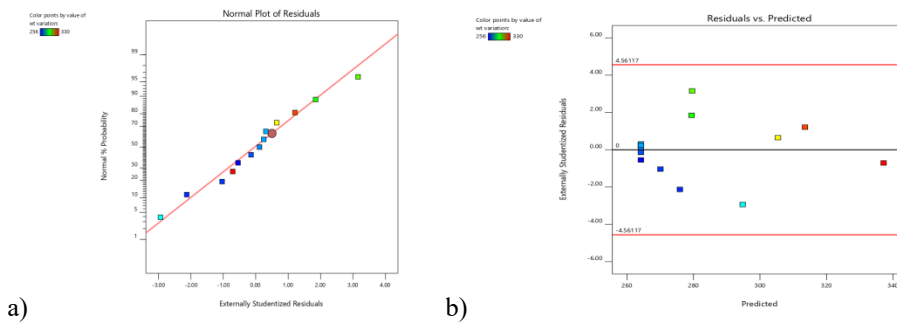 Color points by value of
wt variation:
256 330
Normal Plot of Residuals
Normal % Probability
99
95
90
80
70
50
30
20
10
5
1
-3.00 -2.00 -1.00 0.00 1.00 2.00 3.00 4.00
Externally Studentized Residuals
a)
Color points by value of
wt variation:
256 330
Residuals vs. Predicted
Externally Studentized Residuals
6.00
4.56117
4.00
2.00
0.00
0
-2.00
-4.00
-4.56117
-6.00
260 280 300 320 340
Predicted
b)